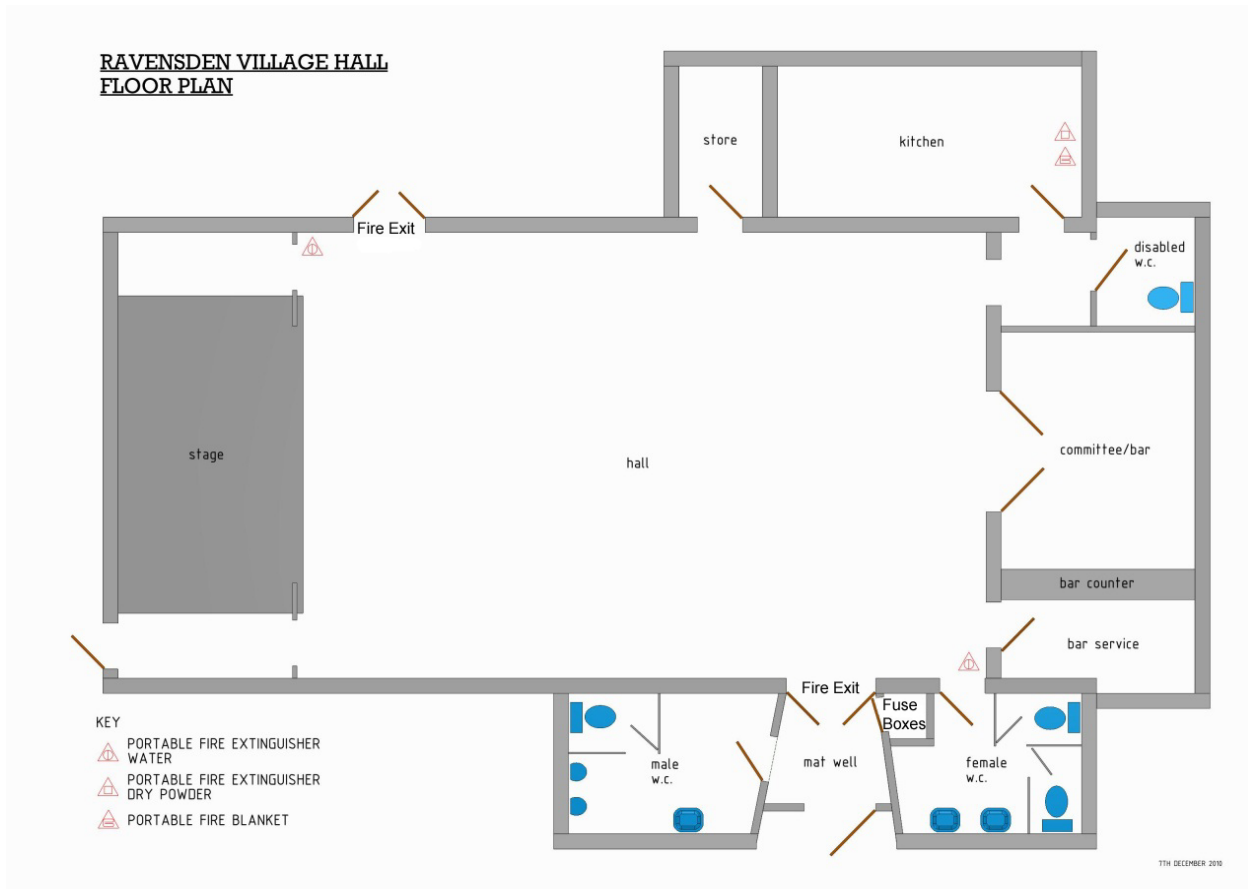 RAVENSDEN VILLAGE HALL
FLOOR PLAN
store
kitchen
Fire Exit
disabled
w.c.
stage
hall
committee/bar
bar counter
bar service
Fire Exit
Fuse
Boxes
male
w.c.
mat well
female
w.c.
KEY
PORTABLE FIRE EXTINGUISHER
WATER
PORTABLE FIRE EXTINGUISHER
DRY POWDER
PORTABLE FIRE BLANKET
7TH DECEMBER 2010